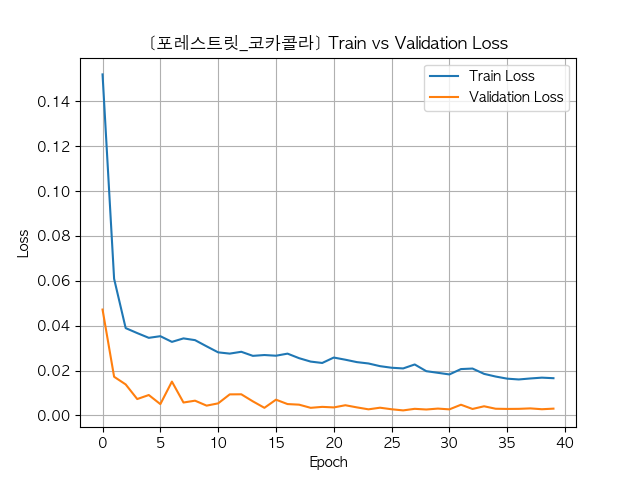 [포레스트릿_코카콜라] Train vs Validation Loss
Train Loss
Validation Loss
0.14
0.12
0.10
0.08
0.06
0.04
0.02
0.00
Loss
0 5 10 15 20 25 30 35 40
Epoch